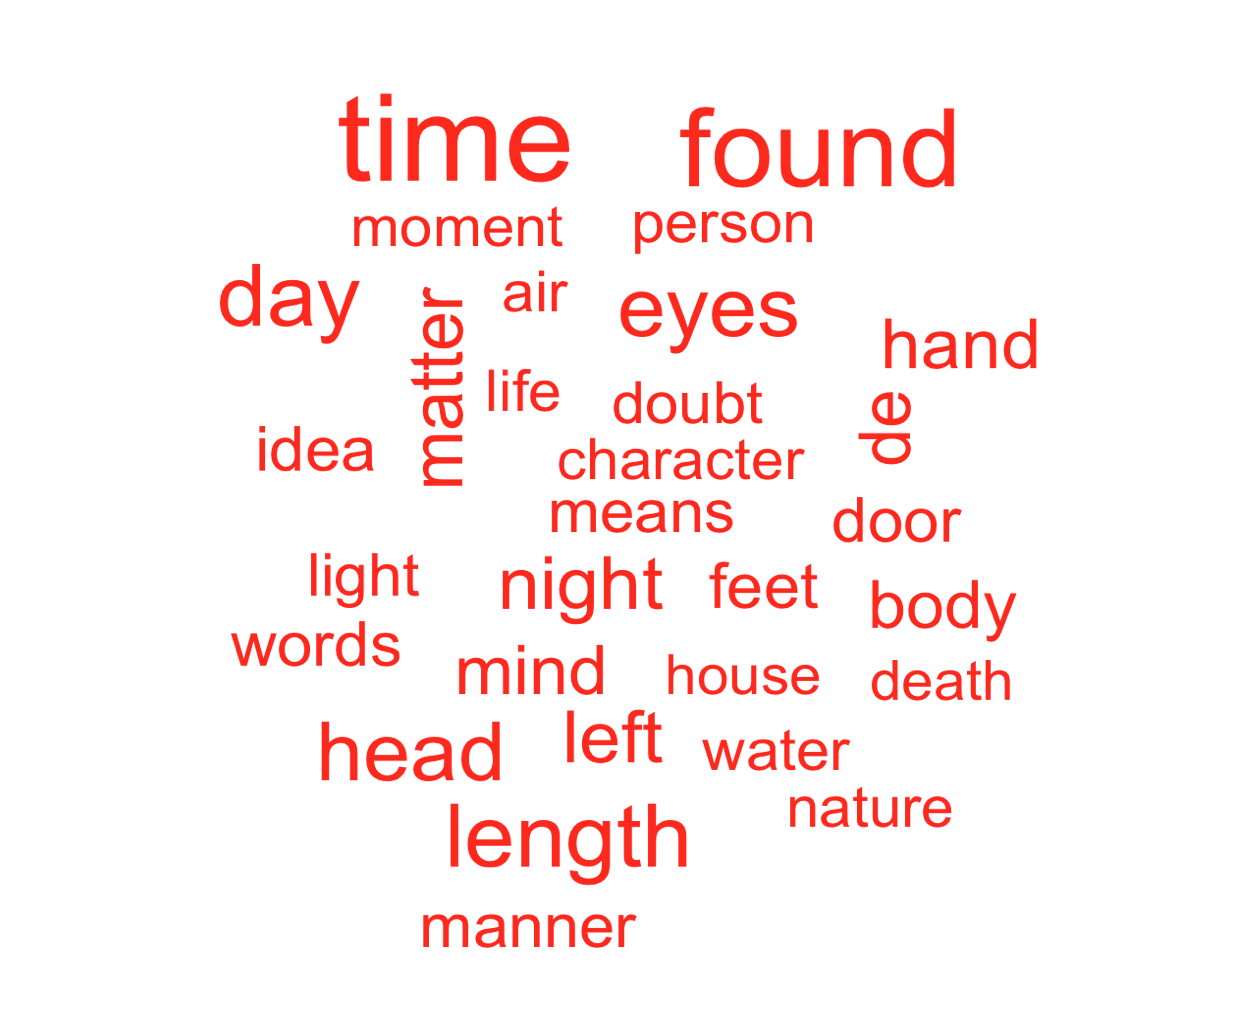 time found
moment person
day matter air eyes hand
life doubt de
idea character
means door
light night feet body
words mind house death
head left water
length nature
manner